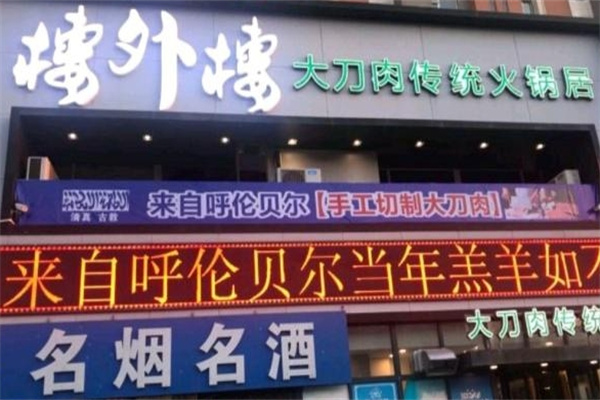 樓外樓 大刀肉传统火锅居
清真 古教 来自呼伦贝尔【手工切制大刀肉】
来自呼伦贝尔当年羔羊如
名烟名酒
大刀肉传统